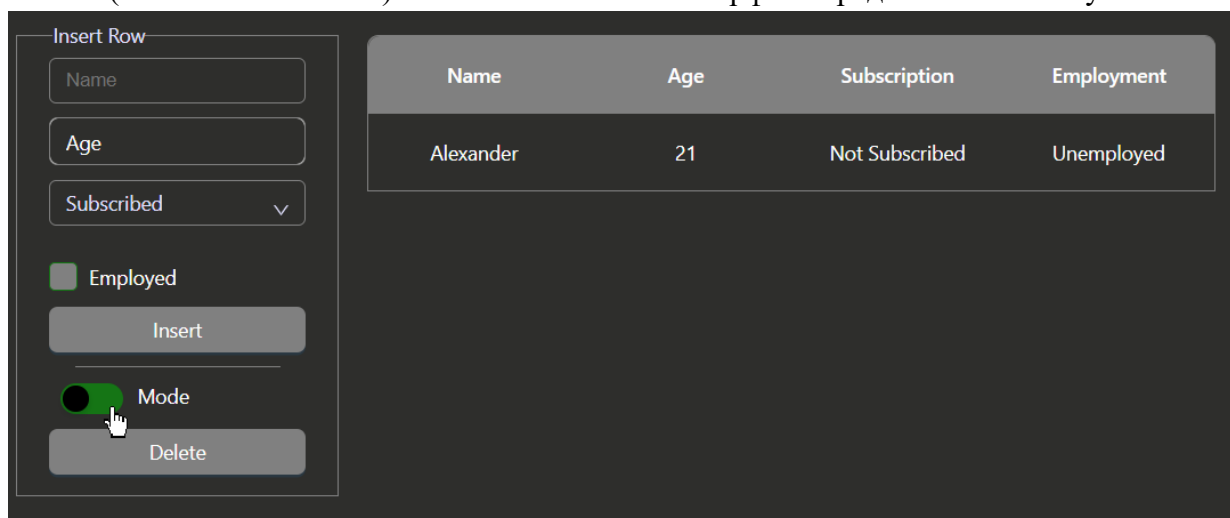 Insert Row
Name
Age
Subscribed
Employed
Insert
Mode
Delete
Name Age Subscription Employment
Alexander 21 Not Subscribed Unemployed